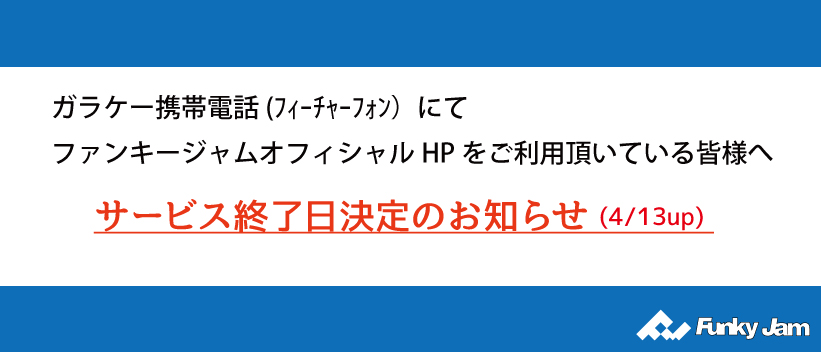 ガラケー携帯電話 (ﾌｨｰﾁｬｰﾌｫﾝ）にて
ファンキージャムオフィシャル HP をご利用頂いている皆様へ
サービス終了日決定のお知らせ (4/13up)
Funky Jam